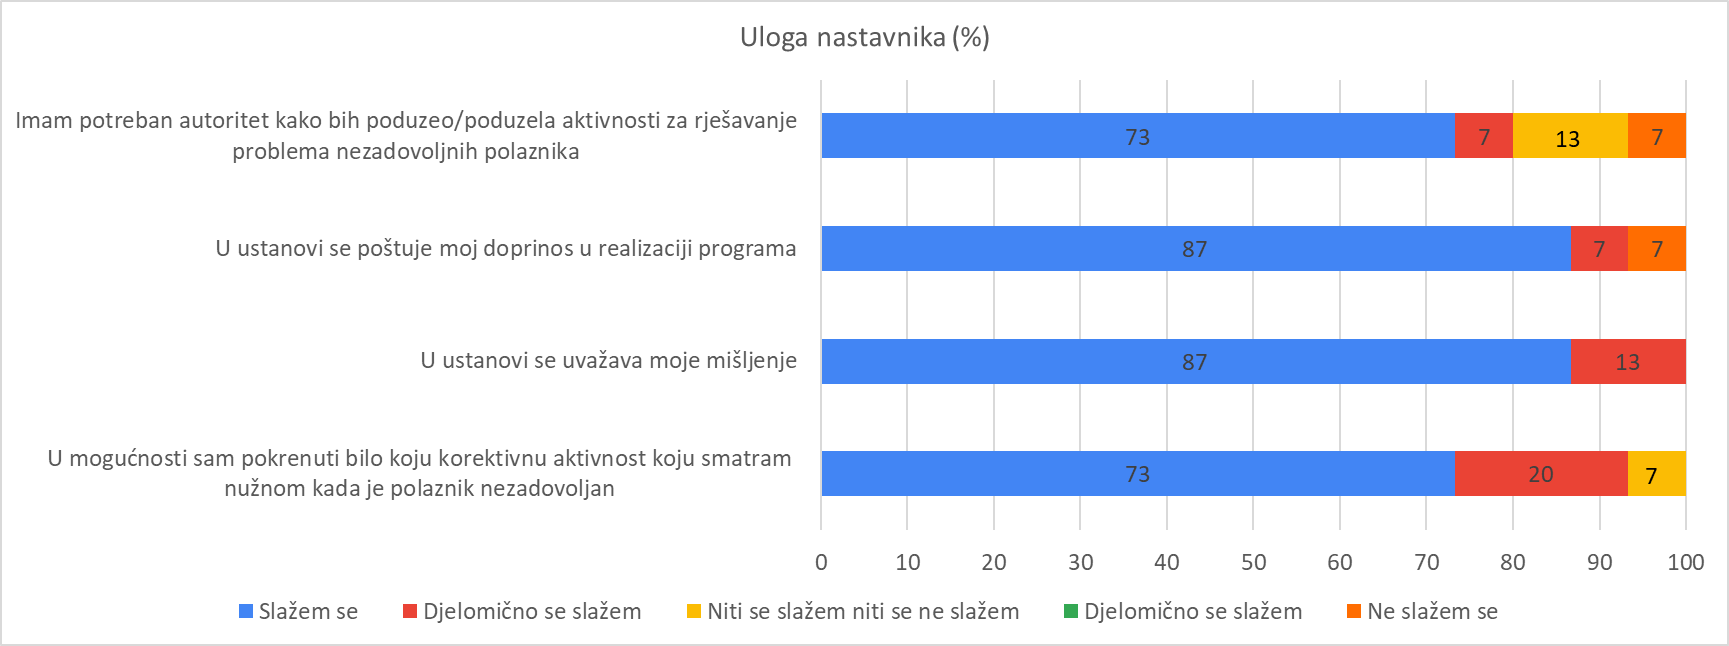 Uloga nastavnika (%)
Imam potreban autoritet kako bih poduzeo/poduzela aktivnosti za rješavanje
problema nezadovoljnih polaznika
73 7 13 7
U ustanovi se poštuje moj doprinos u realizaciji programa
87 7 7
U ustanovi se uvažava moje mišljenje
87 13
U mogućnosti sam pokrenuti bilo koju korektivnu aktivnost koju smatram
nužnom kada je polaznik nezadovoljan
73 20 7
0 10 20 30 40 50 60 70 80 90 100
Slažem se Djelomično se slažem Niti se slažem niti se ne slažem Djelomično se slažem Ne slažem se